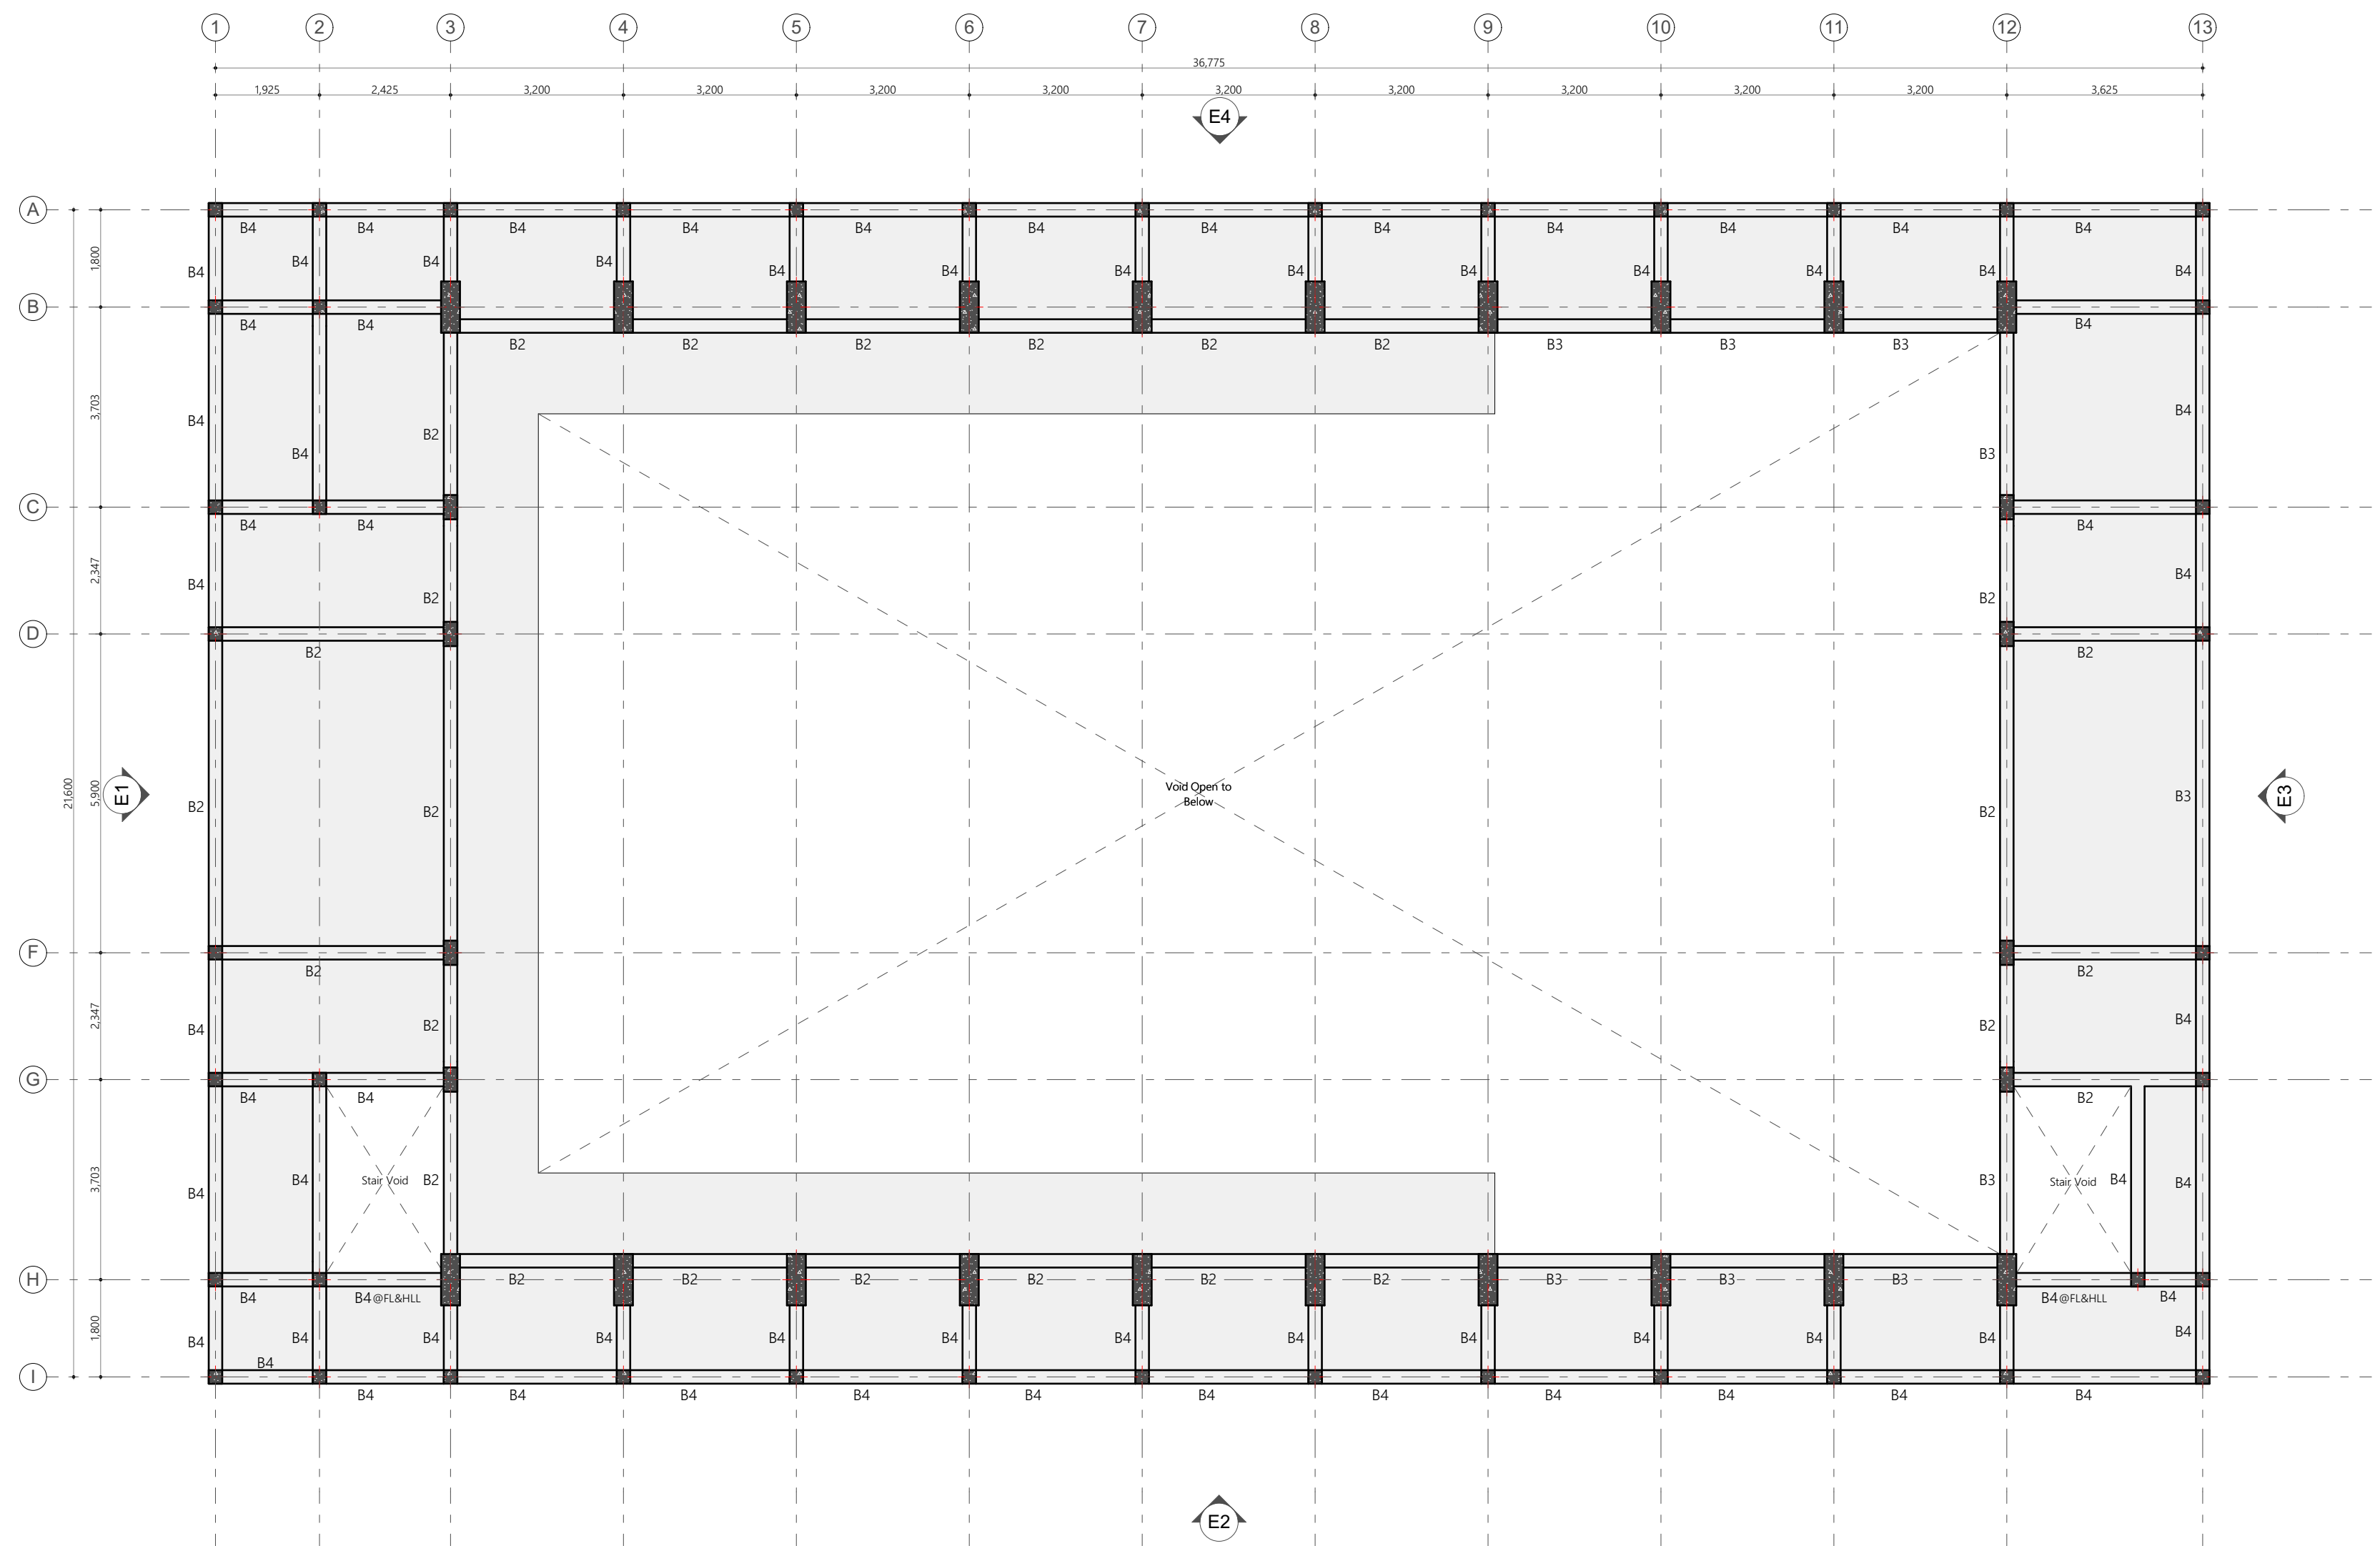 1 2 3 4 5 6 7 8 9 10 11 12 13
36,775
1,925 2,425 3,200 3,200 3,200 3,200 3,200 3,200 3,200 3,200 3,200 3,625
E4
A
B4 B4 B4 B4 B4 B4 B4 B4 B4 B4 B4 B4
1,800
B4 B4 B4 B4 B4 B4 B4 B4 B4 B4 B4 B4 B4
B
B4 B4 B4
B2 B2 B2 B2 B2 B2 B3 B3 B3
3,703
B4 B4 B2 B3 B4
C
B4 B4 B4
2,347
B4 B2 B2 B4
D
B2 B2
21,600
5,900
E1
B2 B2 B2 B3
E3
Void Open to
Below
F
B2 B2
2,347
B4 B2 B2 B4
G
B4 B4 B2
3,703
B4 B4 Stair Void B2 B3 Stair Void B4 B4
H
B2 B2 B2 B2 B2 B2 B3 B3 B3
B4 B4@FL&HLL B4@FL&HLL B4
1,800
B4 B4 B4 B4 B4 B4 B4 B4 B4 B4 B4 B4 B4
B4
I
B4 B4 B4 B4 B4 B4 B4 B4 B4 B4 B4
E2